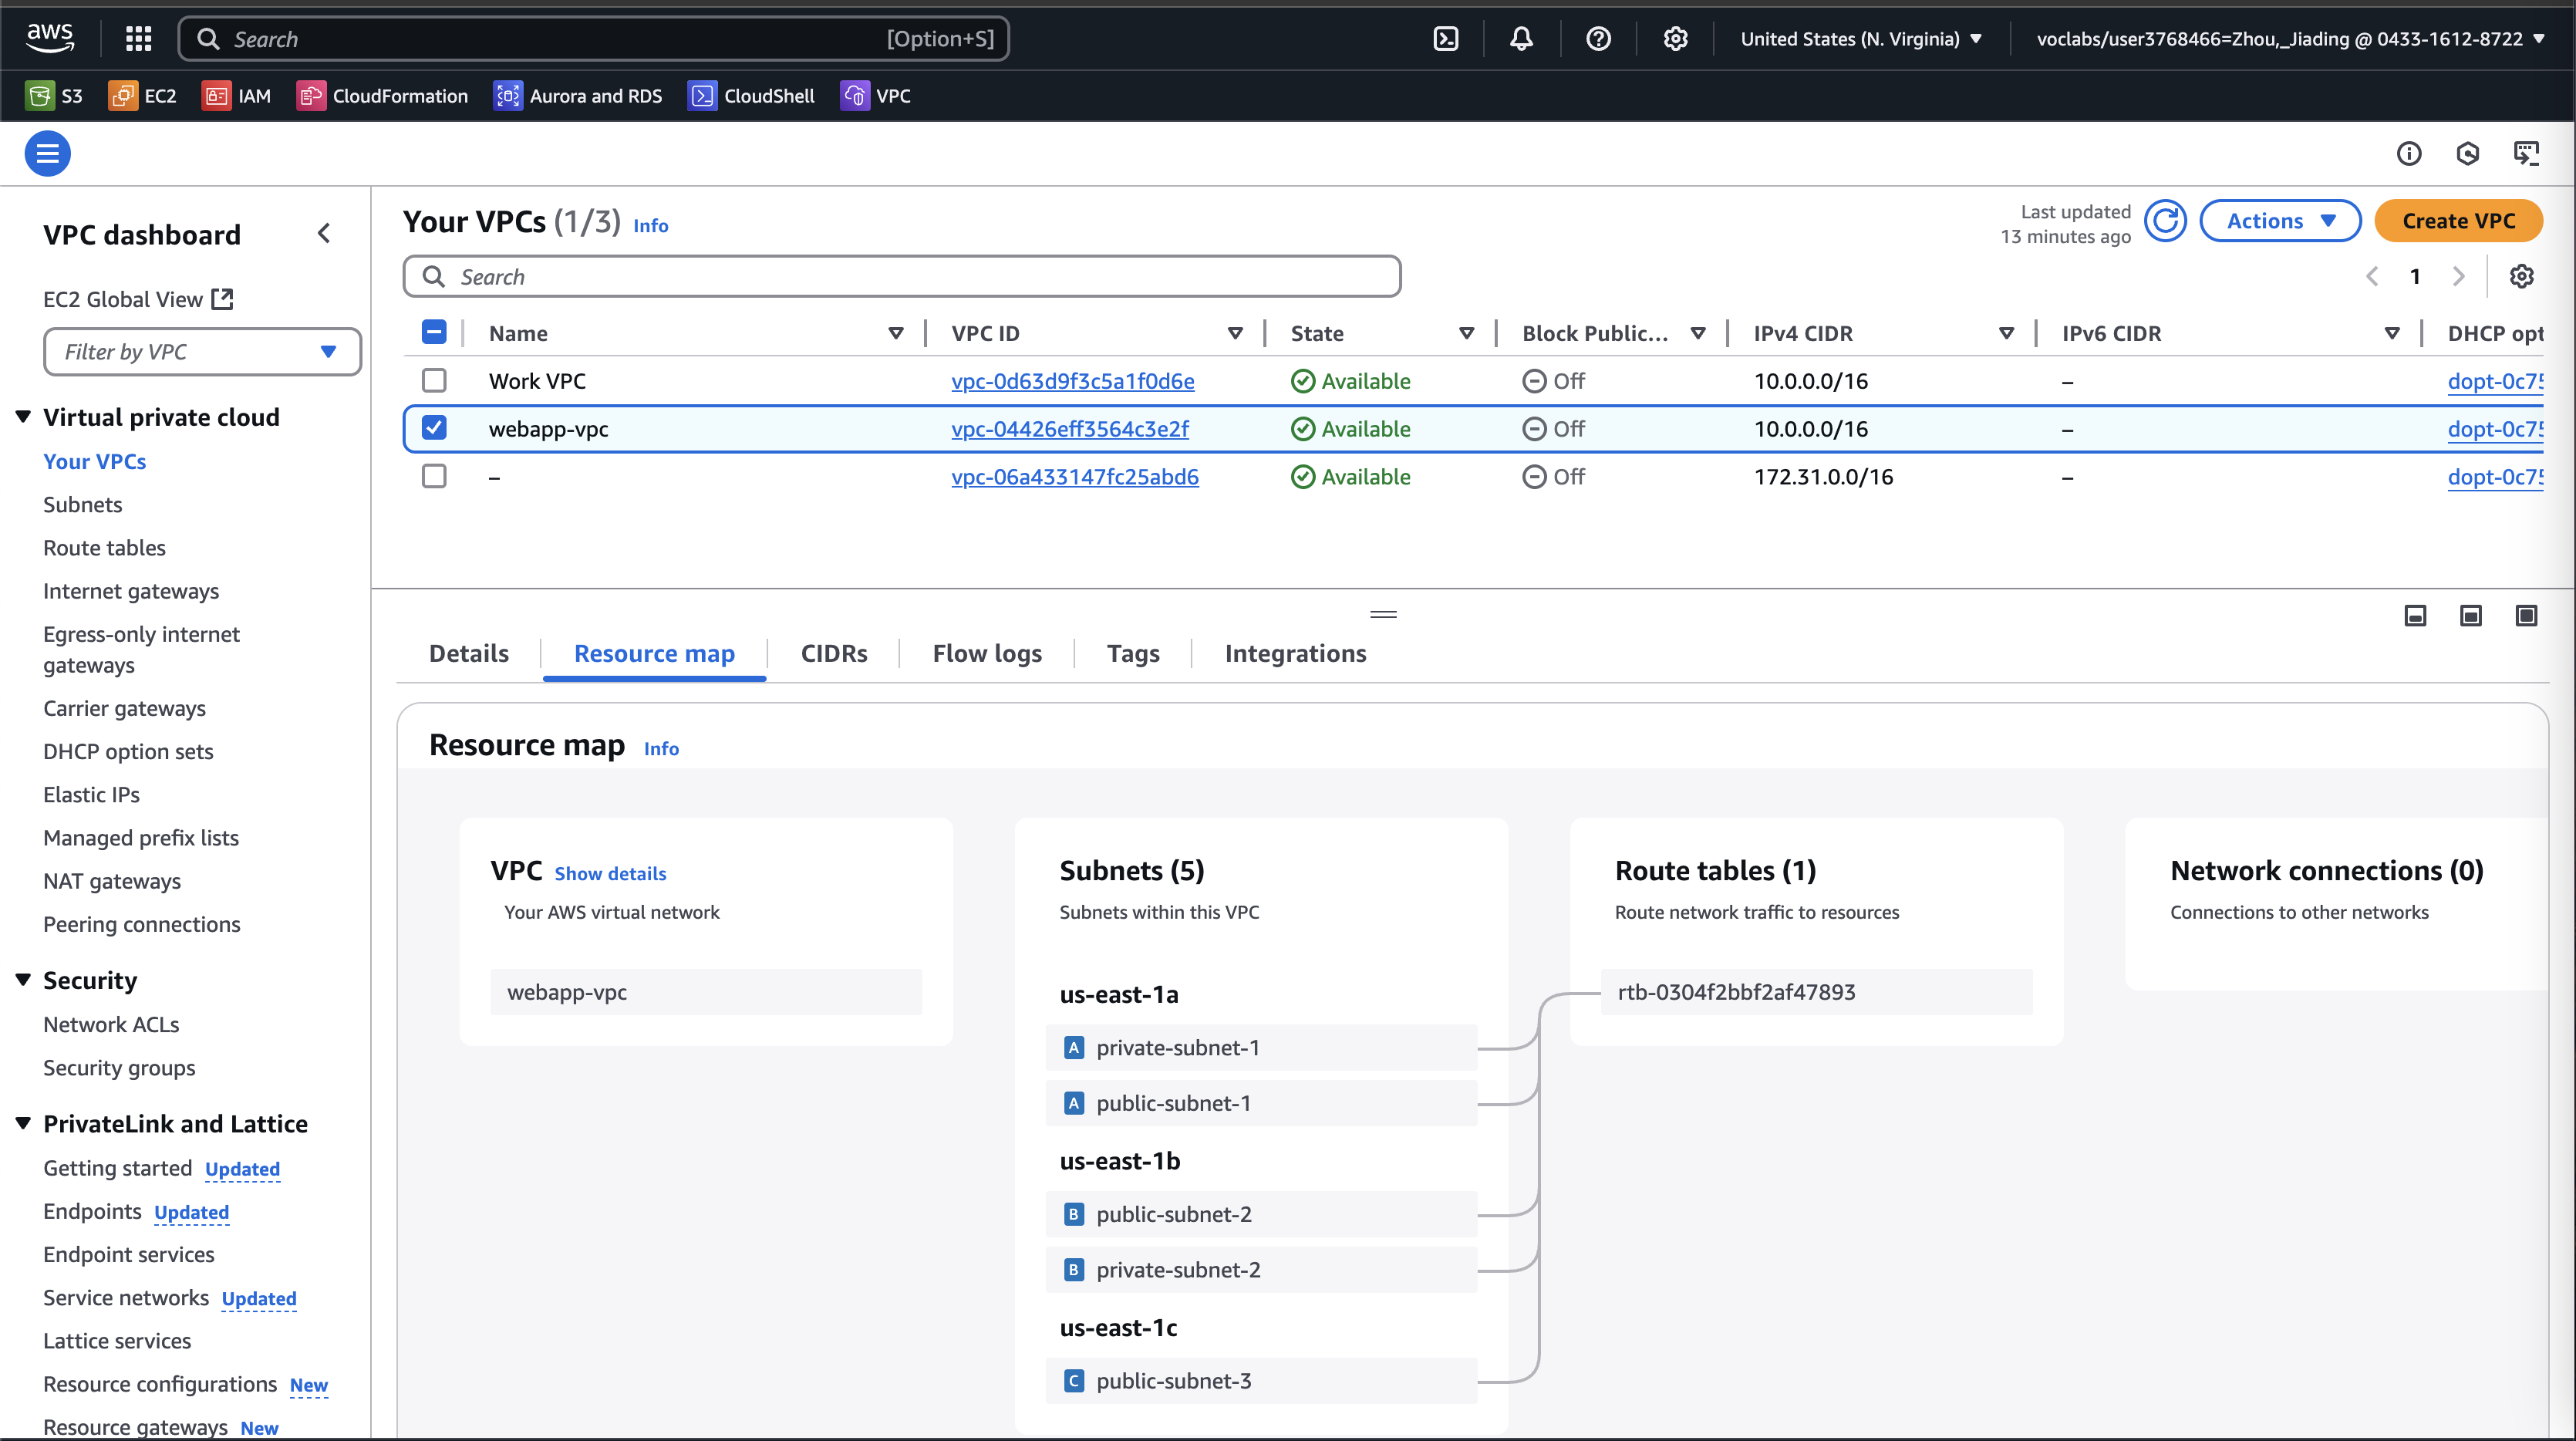 aws
Search [Option+S]
United States (N. Virginia)
voclabs/user3768466=Zhou,_Jiading @ 0433-1612-8722
S3 EC2 IAM CloudFormation Aurora and RDS CloudShell VPC
VPC dashboard
EC2 Global View
Filter by VPC
Virtual private cloud
Your VPCs
Subnets
Route tables
Internet gateways
Egress-only internet
gateways
Carrier gateways
DHCP option sets
Elastic IPs
Managed prefix lists
NAT gateways
Peering connections
Security
Network ACLs
Security groups
PrivateLink and Lattice
Getting started Updated
Endpoints Updated
Endpoint services
Service networks Updated
Lattice services
Resource configurations New
Resource gateways New
Your VPCs (1/3) Info
Last updated
13 minutes ago
Actions
Create VPC
Search
1
Name VPC ID State Block Public... IPv4 CIDR IPv6 CIDR DHCP opt
Work VPC vpc-0d63d9f3c5a1f0d6e Available Off 10.0.0.0/16 – dopt-0c75
webapp-vpc vpc-04426eff3564c3e2f Available Off 10.0.0.0/16 – dopt-0c75
– vpc-06a433147fc25abd6 Available Off 172.31.0.0/16 – dopt-0c75
Details Resource map CIDRs Flow logs Tags Integrations
Resource map Info
VPC Show details
Your AWS virtual network
webapp-vpc
Subnets (5)
Subnets within this VPC
us-east-1a
A private-subnet-1
A public-subnet-1
us-east-1b
B public-subnet-2
B private-subnet-2
us-east-1c
C public-subnet-3
Route tables (1)
Route network traffic to resources
rtb-0304f2bbf2af47893
Network connections (0)
Connections to other networks